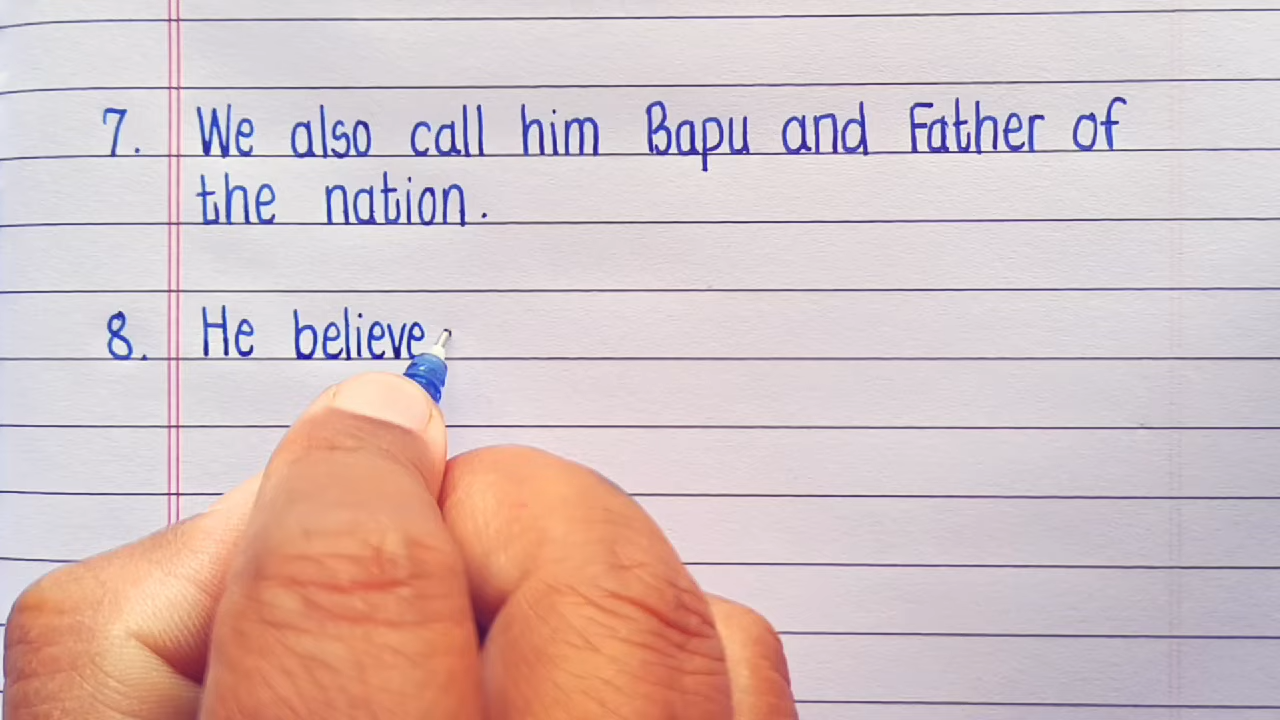 7. We also call him Bapu and Father of
the nation.
8. He believe